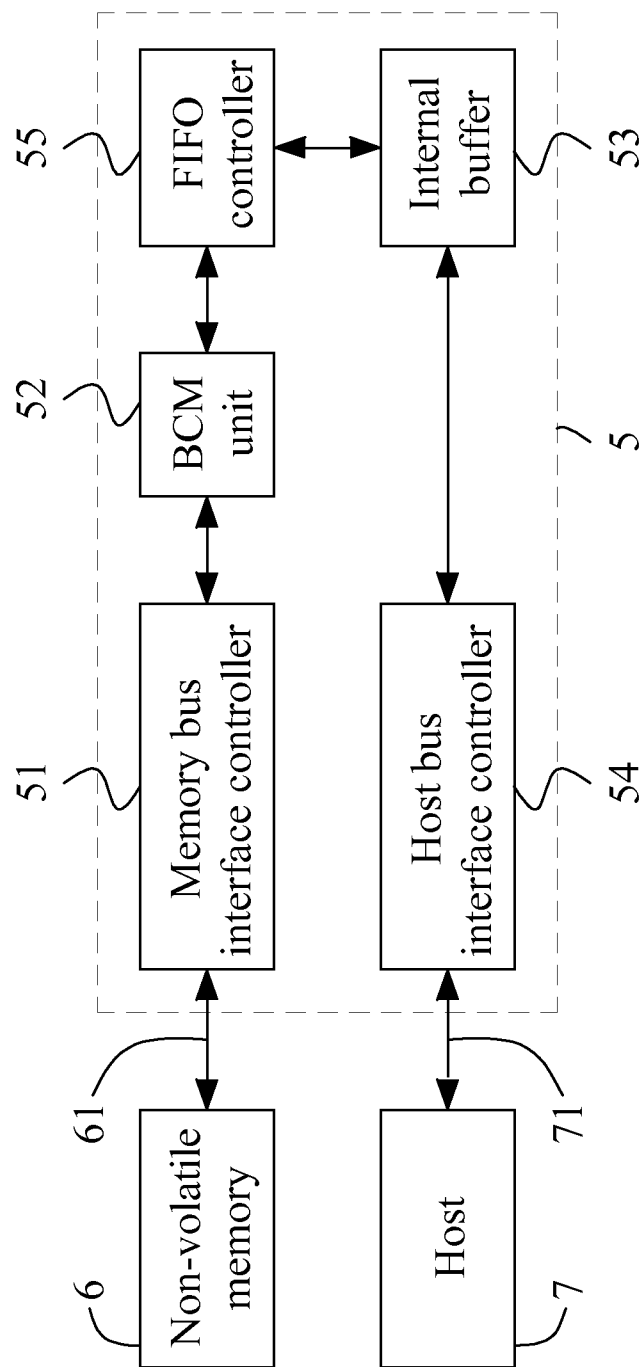 6
Non-volatile
memory
61
51
Memory bus
interface controller
52
BCM
unit
55
FIFO
controller
7
Host
71
54
Host bus
interface controller
5
53
Internal
buffer